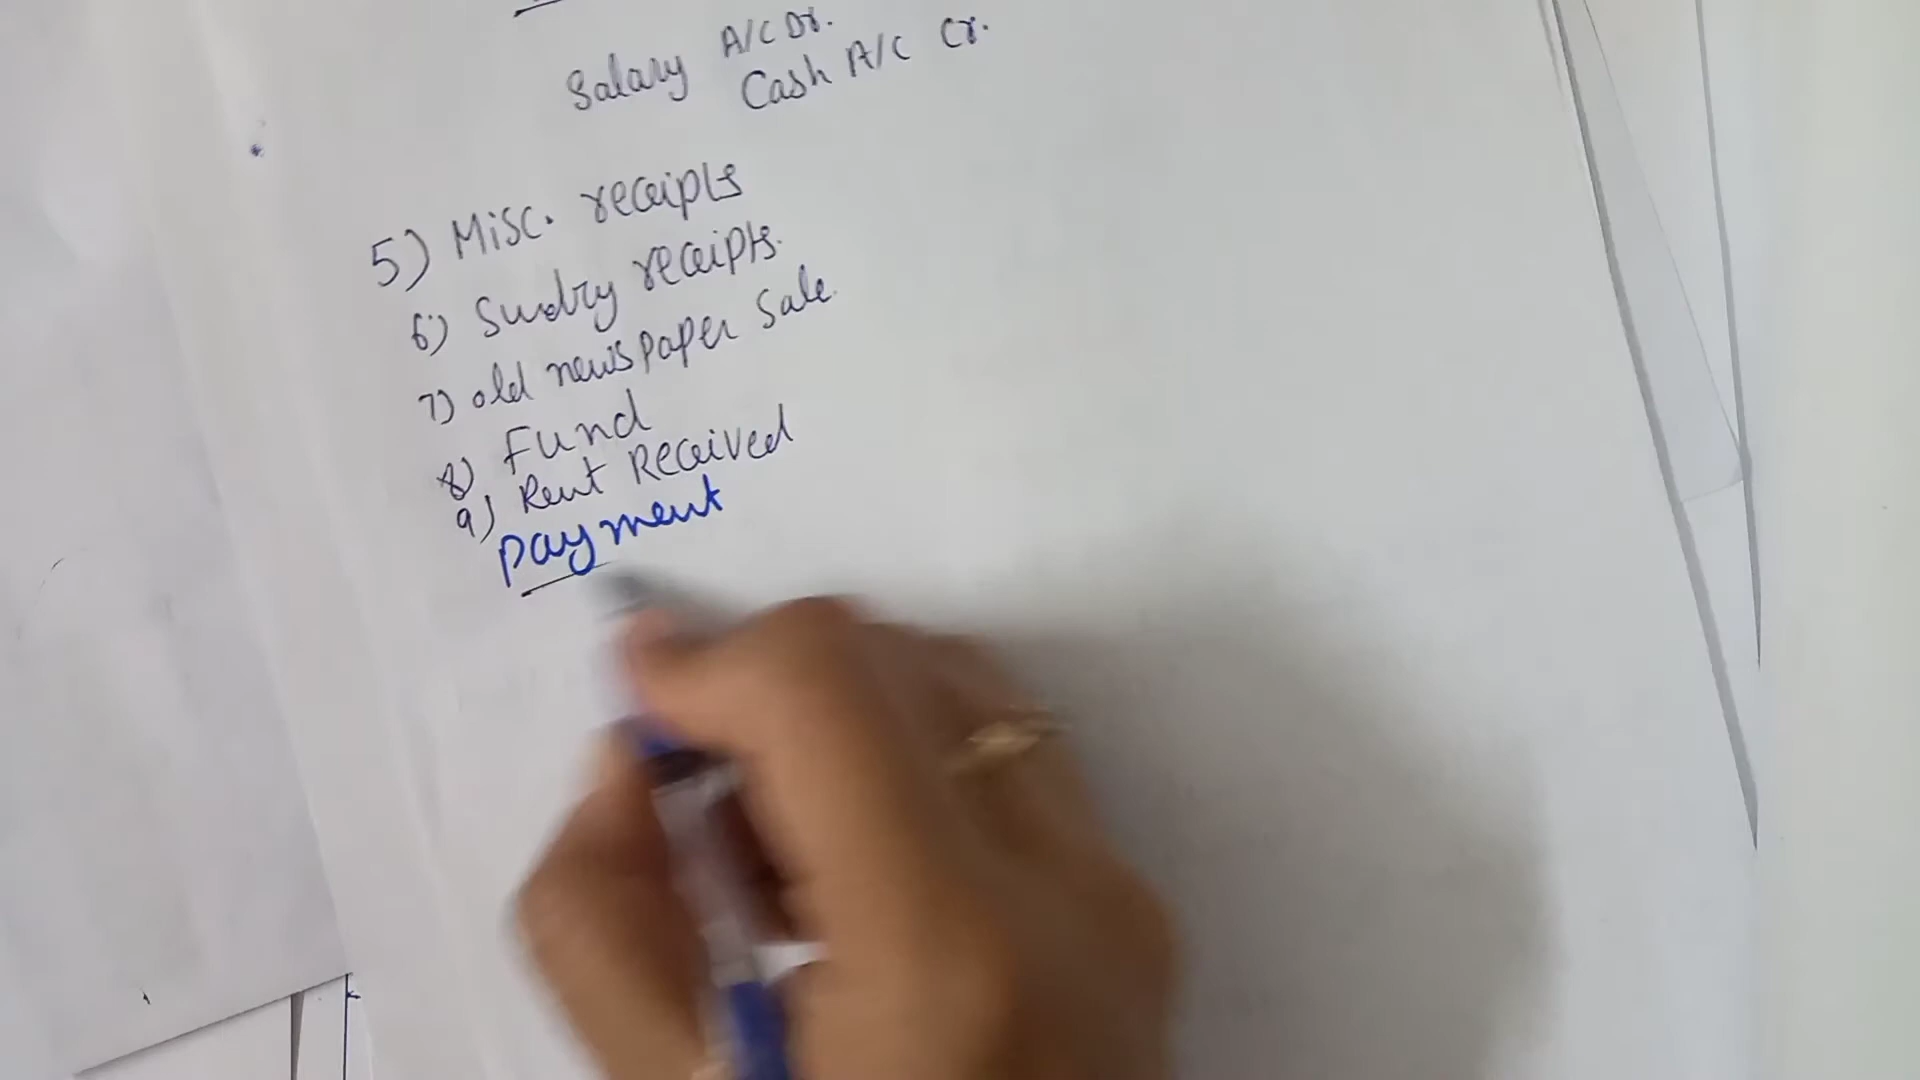 Salary A/C Dr.
Cash A/C Cr.
5) Misc. receipts
6) Sundry receipts.
7) old newspaper Sale.
8) Fund
9) Rent Received
payment